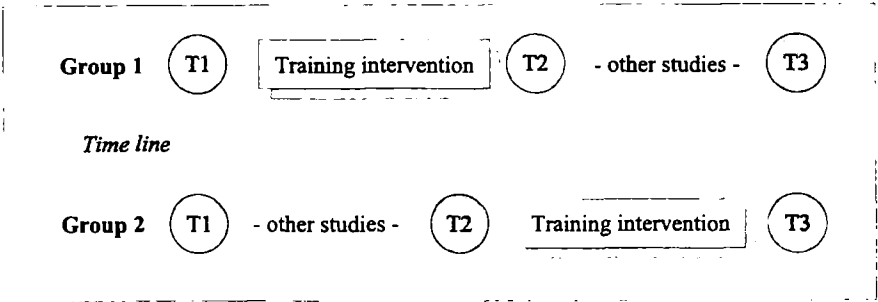 Group 1 T1 Training intervention T2 - other studies - T3
Time line
Group 2 T1 - other studies - T2 Training intervention T3